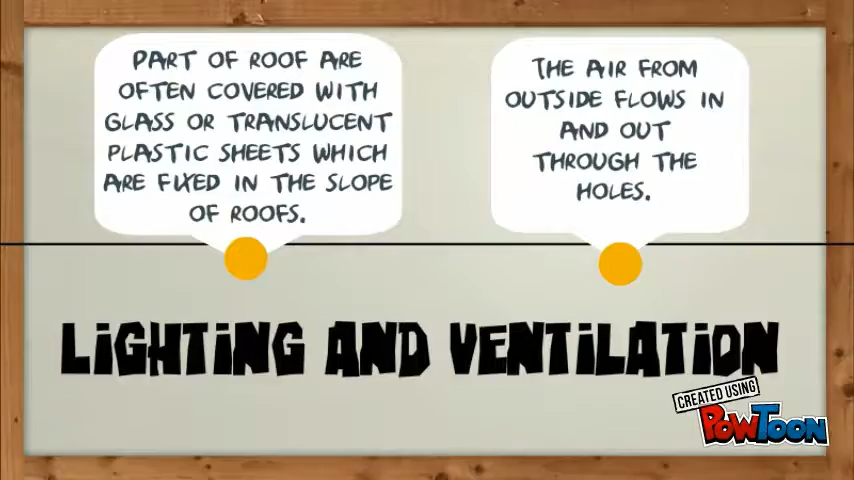 PART OF ROOF ARE
OFTEN COVERED WITH
GLASS OR TRANSLUCENT
PLASTIC SHEETS WHICH
ARE FIXED IN THE SLOPE
OF ROOFS.
THE AIR FROM
OUTSIDE FLOWS IN
AND OUT
THROUGH THE
HOLES.
LIGHTING AND VENTILATION
CREATED USING
POWTOON